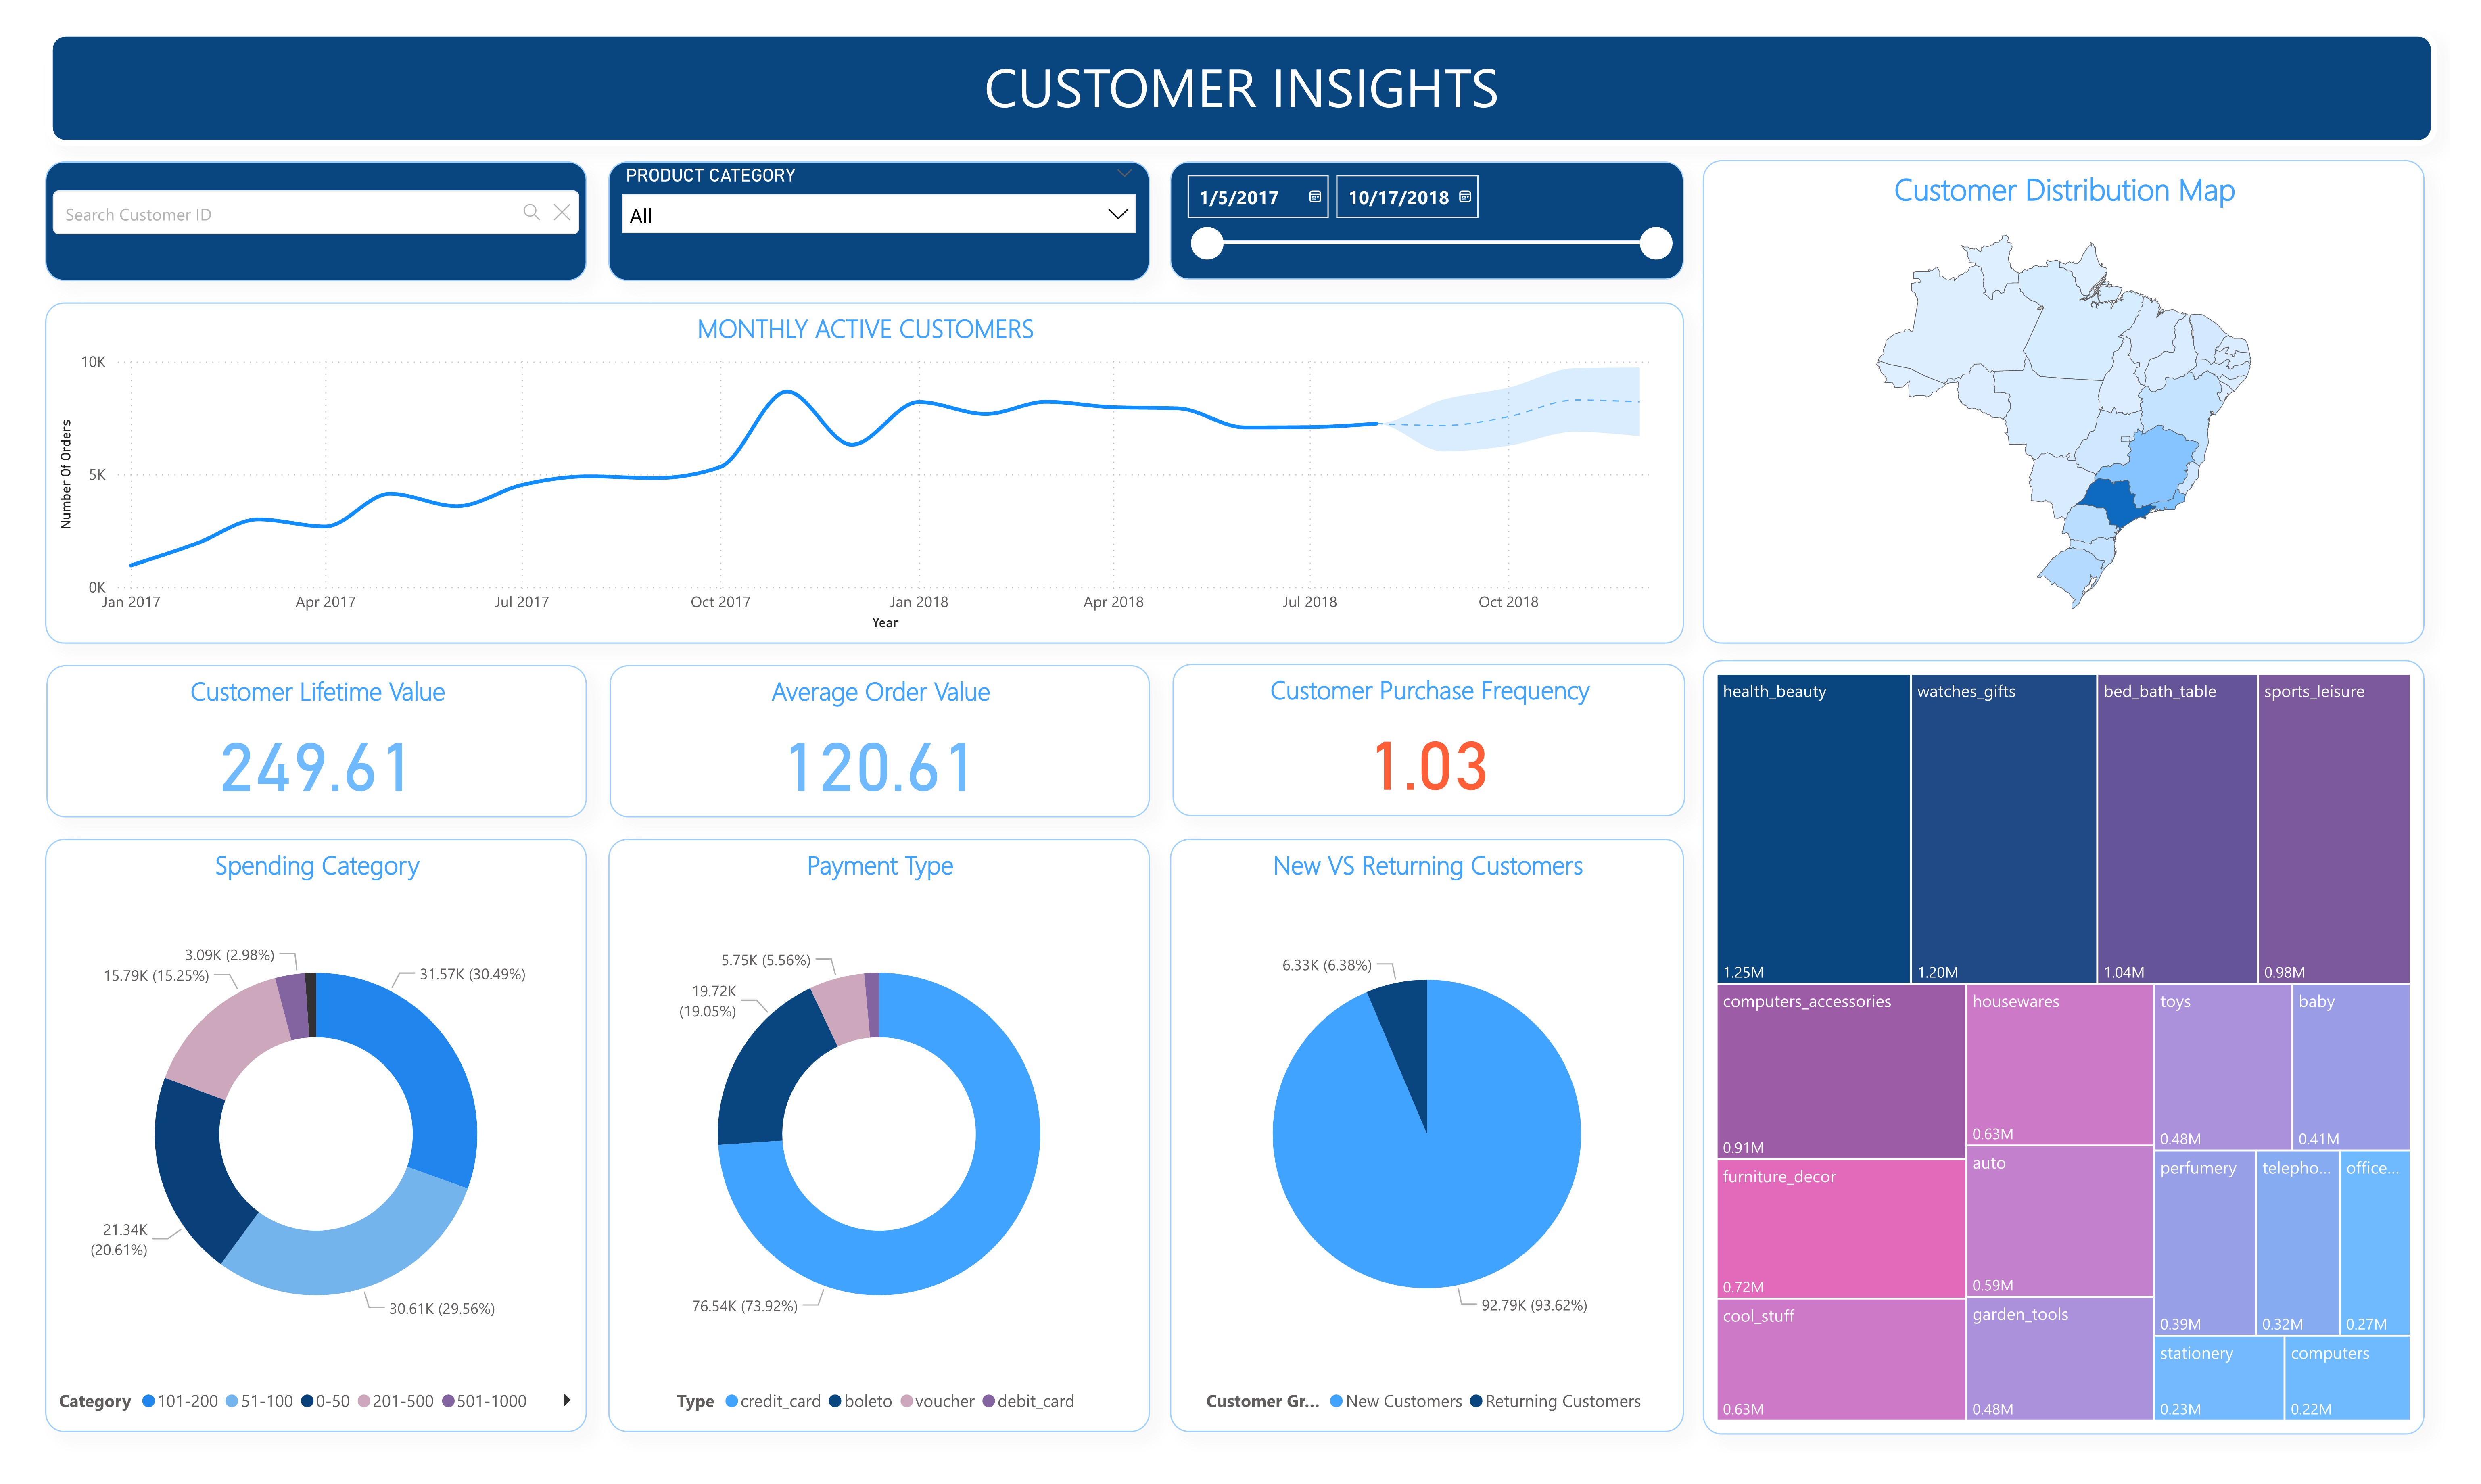 CUSTOMER INSIGHTS
Search Customer ID
PRODUCT CATEGORY
All
1/5/2017
10/17/2018
Customer Distribution Map
MONTHLY ACTIVE CUSTOMERS
Number Of Orders
10K
5K
0K
Jan 2017
Apr 2017
Jul 2017
Oct 2017
Jan 2018
Apr 2018
Jul 2018
Oct 2018
Year
Customer Lifetime Value
249.61
Average Order Value
120.61
Customer Purchase Frequency
1.03
Spending Category
3.09K (2.98%)
15.79K (15.25%)
31.57K (30.49%)
21.34K
(20.61%)
30.61K (29.56%)
Category 101-200 51-100 0-50 201-500 501-1000
Payment Type
5.75K (5.56%)
19.72K
(19.05%)
76.54K (73.92%)
Type credit_card boleto voucher debit_card
New VS Returning Customers
6.33K (6.38%)
92.79K (93.62%)
Customer Gr... New Customers Returning Customers
health_beauty
1.25M
watches_gifts
1.20M
bed_bath_table
1.04M
sports_leisure
0.98M
computers_accessories
0.91M
furniture_decor
0.72M
cool_stuff
0.63M
housewares
0.63M
auto
0.59M
garden_tools
0.48M
toys
0.48M
baby
0.41M
perfumery
0.39M
telepho...
0.32M
office...
0.27M
stationery
0.23M
computers
0.22M